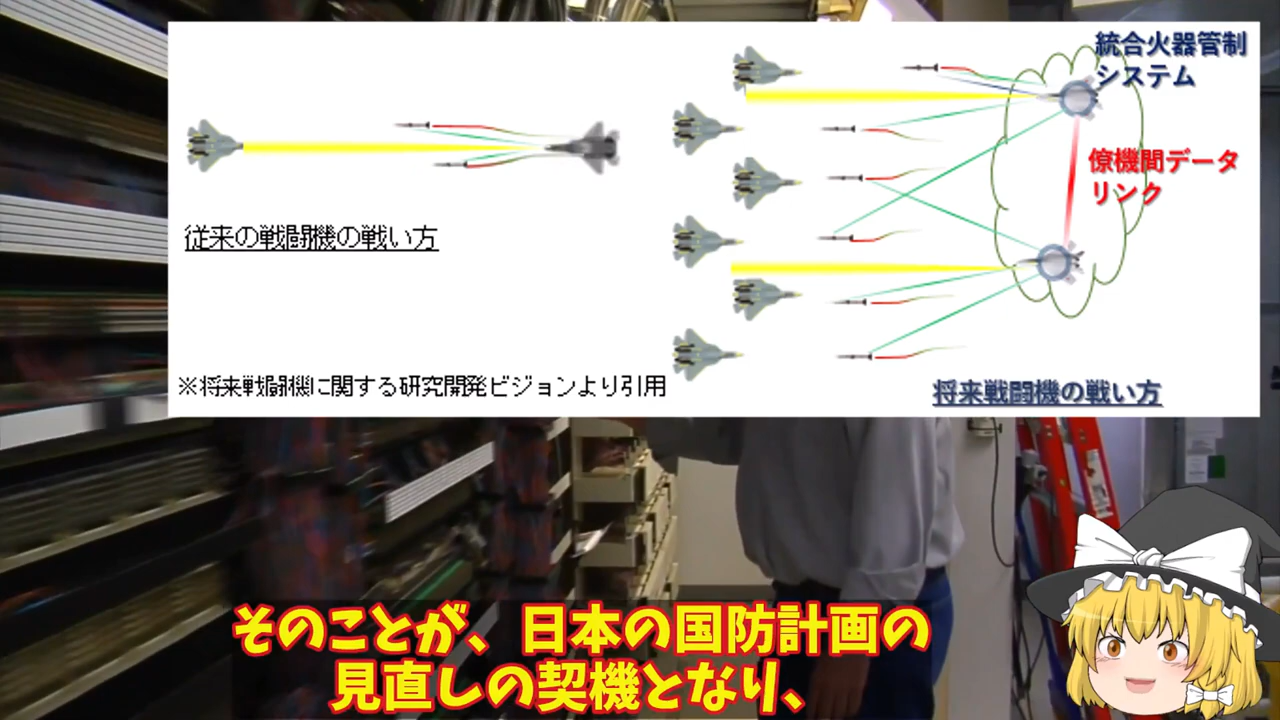 統合火器管制
システム
僚機間データ
リンク
従来の戦闘機の戦い方
※将来戦闘機に関する研究開発ビジョンより引用
将来戦闘機の戦い方
そのことが、日本の国防計画の
見直しの契機となり、